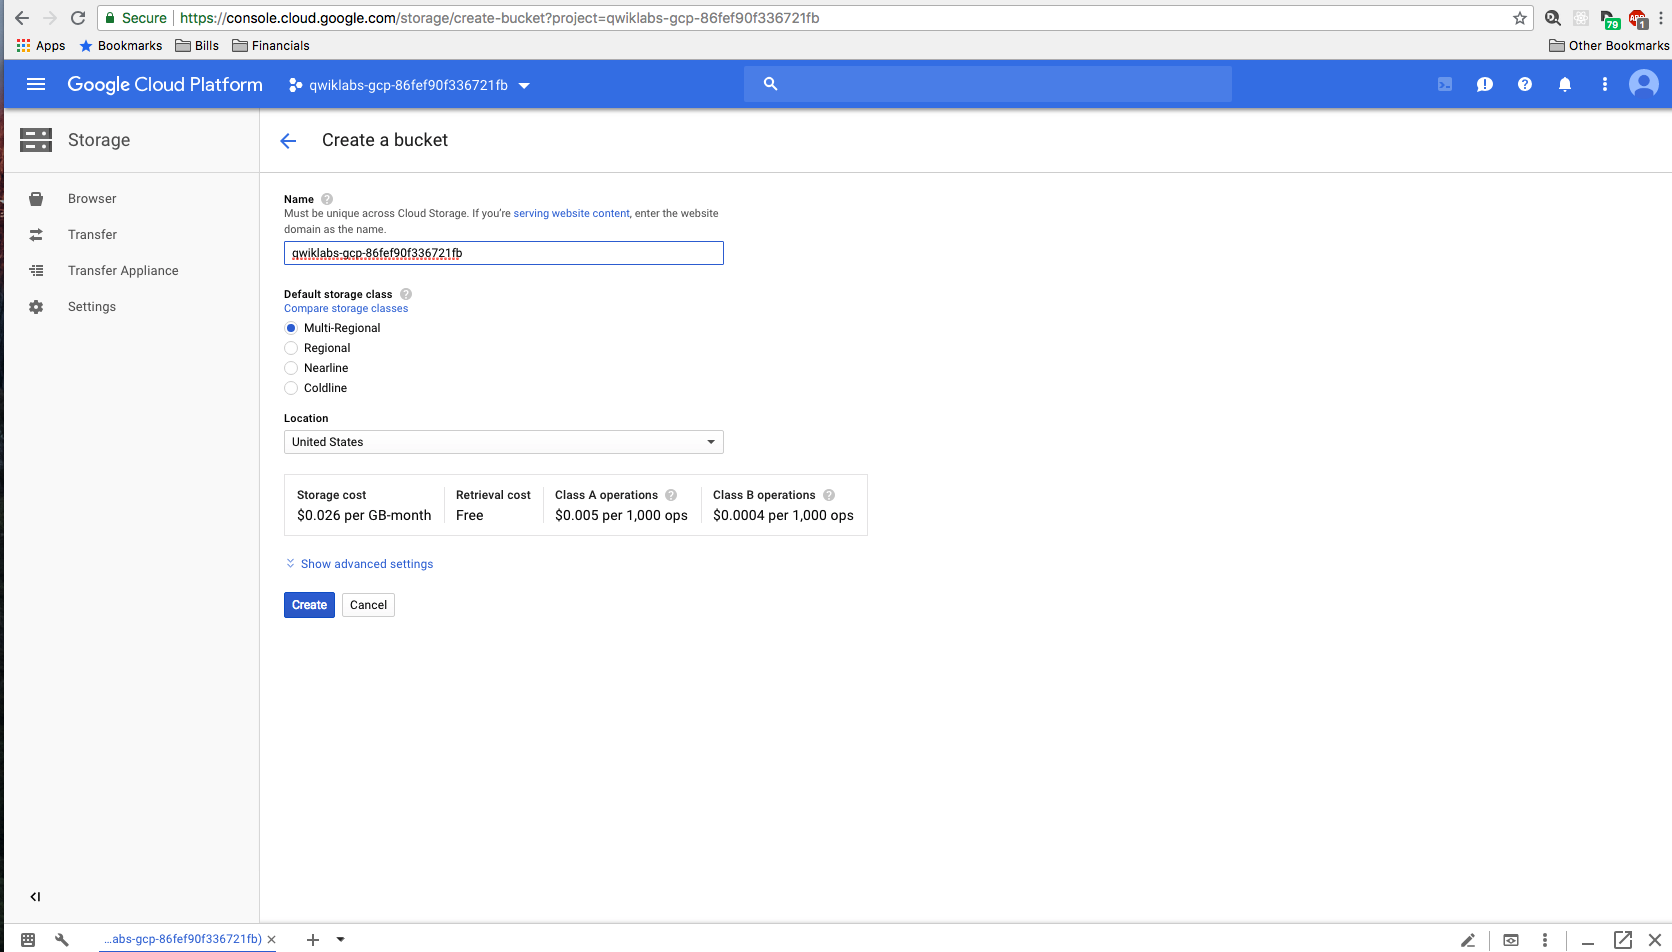 Secure https://console.cloud.google.com/storage/create-bucket?project=qwiklabs-gcp-86fef90f336721fb
79
1
Apps Bookmarks Bills Financials Other Bookmarks
Google Cloud Platform qwiklabs-gcp-86fef90f336721fb
Storage
Create a bucket
Browser
Transfer
Transfer Appliance
Settings
Name
Must be unique across Cloud Storage. If you're serving website content, enter the website
domain as the name.
qwiklabs-gcp-86fef90f336721fb
Default storage class
Compare storage classes
Multi-Regional
Regional
Nearline
Coldline
Location
United States
Storage cost Retrieval cost Class A operations Class B operations
$0.026 per GB-month Free $0.005 per 1,000 ops $0.0004 per 1,000 ops
Show advanced settings
Create Cancel
...abs-gcp-86fef90f336721fb)